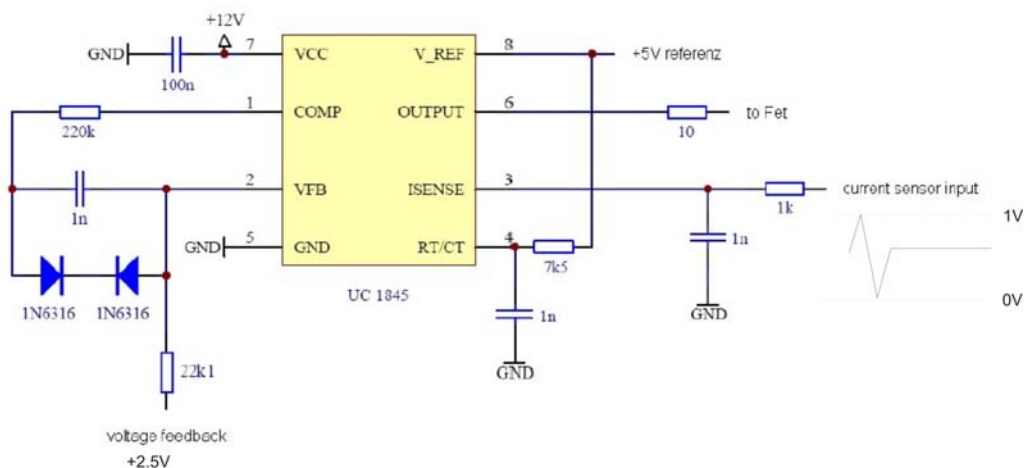 +12V
GND
7
VCC
V_REF
8
+5V referenz
100n
1
COMP
OUTPUT
6
220k
10
to Fet
2
VFB
ISENSE
3
current sensor input
1n
1k
1V
GND
5
GND
RT/CT
4
7k5
1n
1N6316
1N6316
UC 1845
1n
GND
0V
22k1
GND
voltage feedback
+2.5V